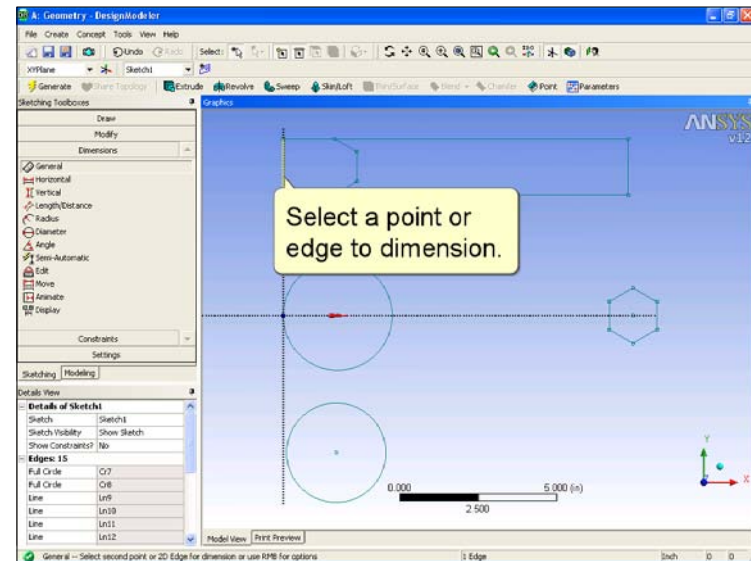 A: Geometry - DesignModeler
File Create Concept Tools View Help
Undo Redo Select:
XYPlane Sketch1
Generate Share Topology Extrude Revolve Sweep Skin/Loft Thin/Surface Blend Chamfer Point Parameters
Sketching Toolboxes
Draw
Modify
Dimensions
General
Horizontal
Vertical
Length/Distance
Radius
Diameter
Angle
Semi-Automatic
Edit
Move
Animate
Display
Constraints
Settings
Sketching Modeling
Details View
Details of Sketch1
Sketch Sketch1
Sketch Visibility Show Sketch
Show Constraints? No
Edges: 15
Full Circle Cr7
Full Circle Cr8
Line Ln9
Line Ln10
Line Ln11
Line Ln12
Graphics
ANSYS
v12
Select a point or
edge to dimension.
Y
X
0.000 5.000 (in)
2.500
Model View Print Preview
General -- Select second point or 2D Edge for dimension or use RMB for options 1 Edge Inch 0 0